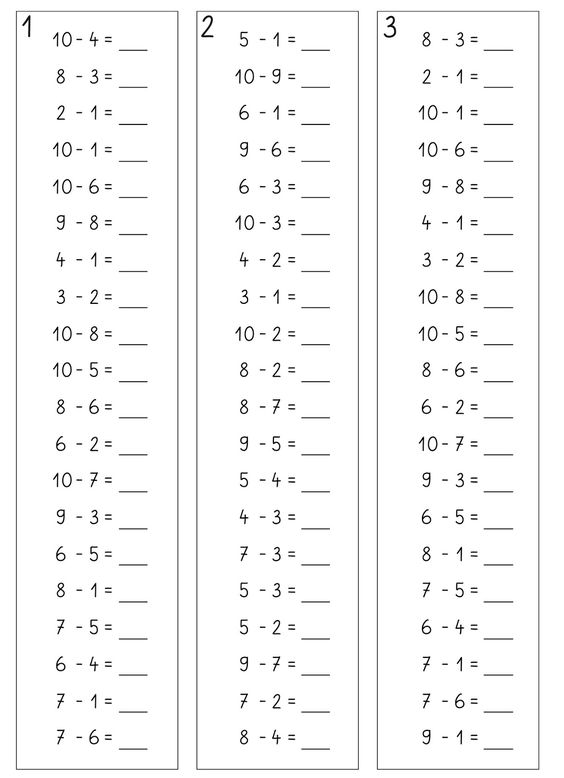 1
10 - 4 = ___
8 - 3 = ___
2 - 1 = ___
10 - 1 = ___
10 - 6 = ___
9 - 8 = ___
4 - 1 = ___
3 - 2 = ___
10 - 8 = ___
10 - 5 = ___
8 - 6 = ___
6 - 2 = ___
10 - 7 = ___
9 - 3 = ___
6 - 5 = ___
8 - 1 = ___
7 - 5 = ___
6 - 4 = ___
7 - 1 = ___
7 - 6 = ___
2
5 - 1 = ___
10 - 9 = ___
6 - 1 = ___
9 - 6 = ___
6 - 3 = ___
10 - 3 = ___
4 - 2 = ___
3 - 1 = ___
10 - 2 = ___
8 - 2 = ___
8 - 7 = ___
9 - 5 = ___
5 - 4 = ___
4 - 3 = ___
7 - 3 = ___
5 - 3 = ___
5 - 2 = ___
9 - 7 = ___
7 - 2 = ___
8 - 4 = ___
3
8 - 3 = ___
2 - 1 = ___
10 - 1 = ___
10 - 6 = ___
9 - 8 = ___
4 - 1 = ___
3 - 2 = ___
10 - 8 = ___
10 - 5 = ___
8 - 6 = ___
6 - 2 = ___
10 - 7 = ___
9 - 3 = ___
6 - 5 = ___
8 - 1 = ___
7 - 5 = ___
6 - 4 = ___
7 - 1 = ___
7 - 6 = ___
9 - 1 = ___